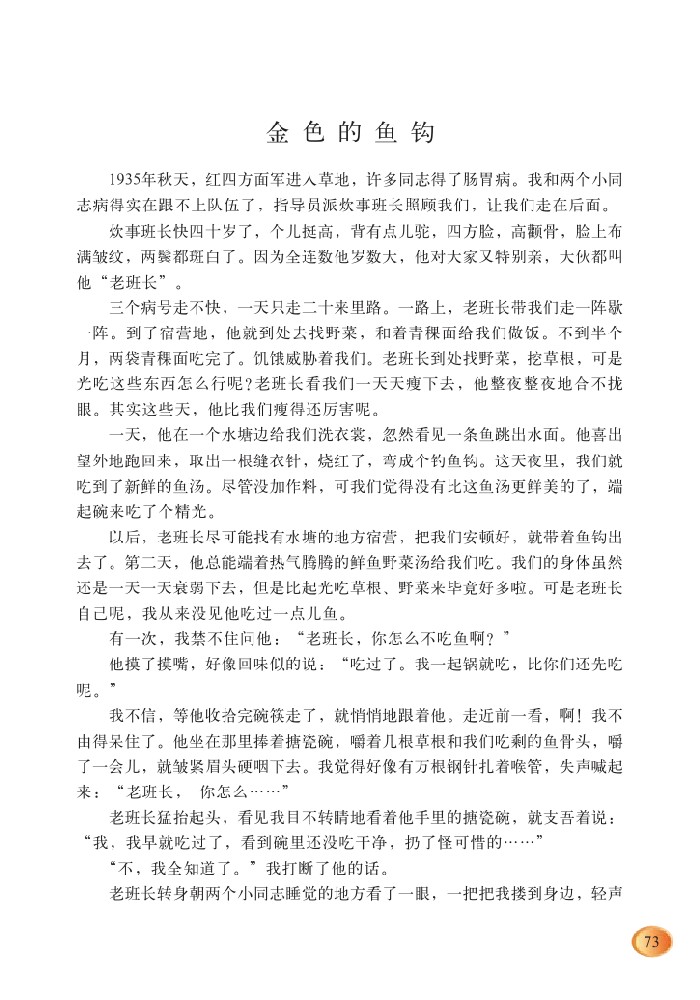 金色的鱼钩
1935年秋天，红四方面军进入草地，许多同志得了肠胃病。我和两个小同
志病得实在跟不上队伍了，指导员派炊事班长照顾我们，让我们走在后面。
炊事班长快四十岁了，个儿挺高，背有点儿驼，四方脸，高颧骨，脸上布
满皱纹，两鬓都斑白了。因为全连数他岁数大，他对大家又特别亲，大伙都叫
他“老班长”。
三个病号走不快，一天只走二十来里路。一路上，老班长带我们走一阵歇
一阵。到了宿营地，他就到处去找野菜，和着青稞面给我们做饭。不到半个
月，两袋青稞面吃完了。饥饿威胁着我们。老班长到处找野菜，挖草根，可是
光吃这些东西怎么行呢？老班长看我们一天天瘦下去，他整夜整夜地合不拢
眼。其实这些天，他比我们瘦得还厉害呢。
一天，他在一个水塘边给我们洗衣裳，忽然看见一条鱼跳出水面。他喜出
望外地跑回来，取出一根缝衣针，烧红了，弯成个钓鱼钩。这天夜里，我们就
吃到了新鲜的鱼汤。尽管没加作料，可我们觉得没有比这鱼汤更鲜美的了，端
起碗来吃了个精光。
以后，老班长尽可能找有水塘的地方宿营，把我们安顿好，就带着鱼钩出
去了。第二天，他总能端着热气腾腾的鲜鱼野菜汤给我们吃。我们的身体虽然
还是一天一天衰弱下去，但是比起光吃草根、野菜来毕竟好多啦。可是老班长
自己呢，我从来没见他吃过一点儿鱼。
有一次，我禁不住问他：“老班长，你怎么不吃鱼啊？”
他摸了摸嘴，好像回味似的说：“吃过了。我一起锅就吃，比你们还先吃
呢。”
我不信，等他收拾完碗筷走了，就悄悄地跟着他。走近前一看，啊！我不
由得呆住了。他坐在那里捧着搪瓷碗，嚼着几根草根和我们吃剩的鱼骨头，嚼
了一会儿，就皱紧眉头硬咽下去。我觉得好像有万根钢针扎着喉管，失声喊起
来：“老班长， 你怎么……”
老班长猛抬起头，看见我目不转睛地看着他手里的搪瓷碗，就支吾着说：
“我，我早就吃过了，看到碗里还没吃干净，扔了怪可惜的……”
“不，我全知道了。”我打断了他的话。
老班长转身朝两个小同志睡觉的地方看了一眼，一把把我搂到身边，轻声
73